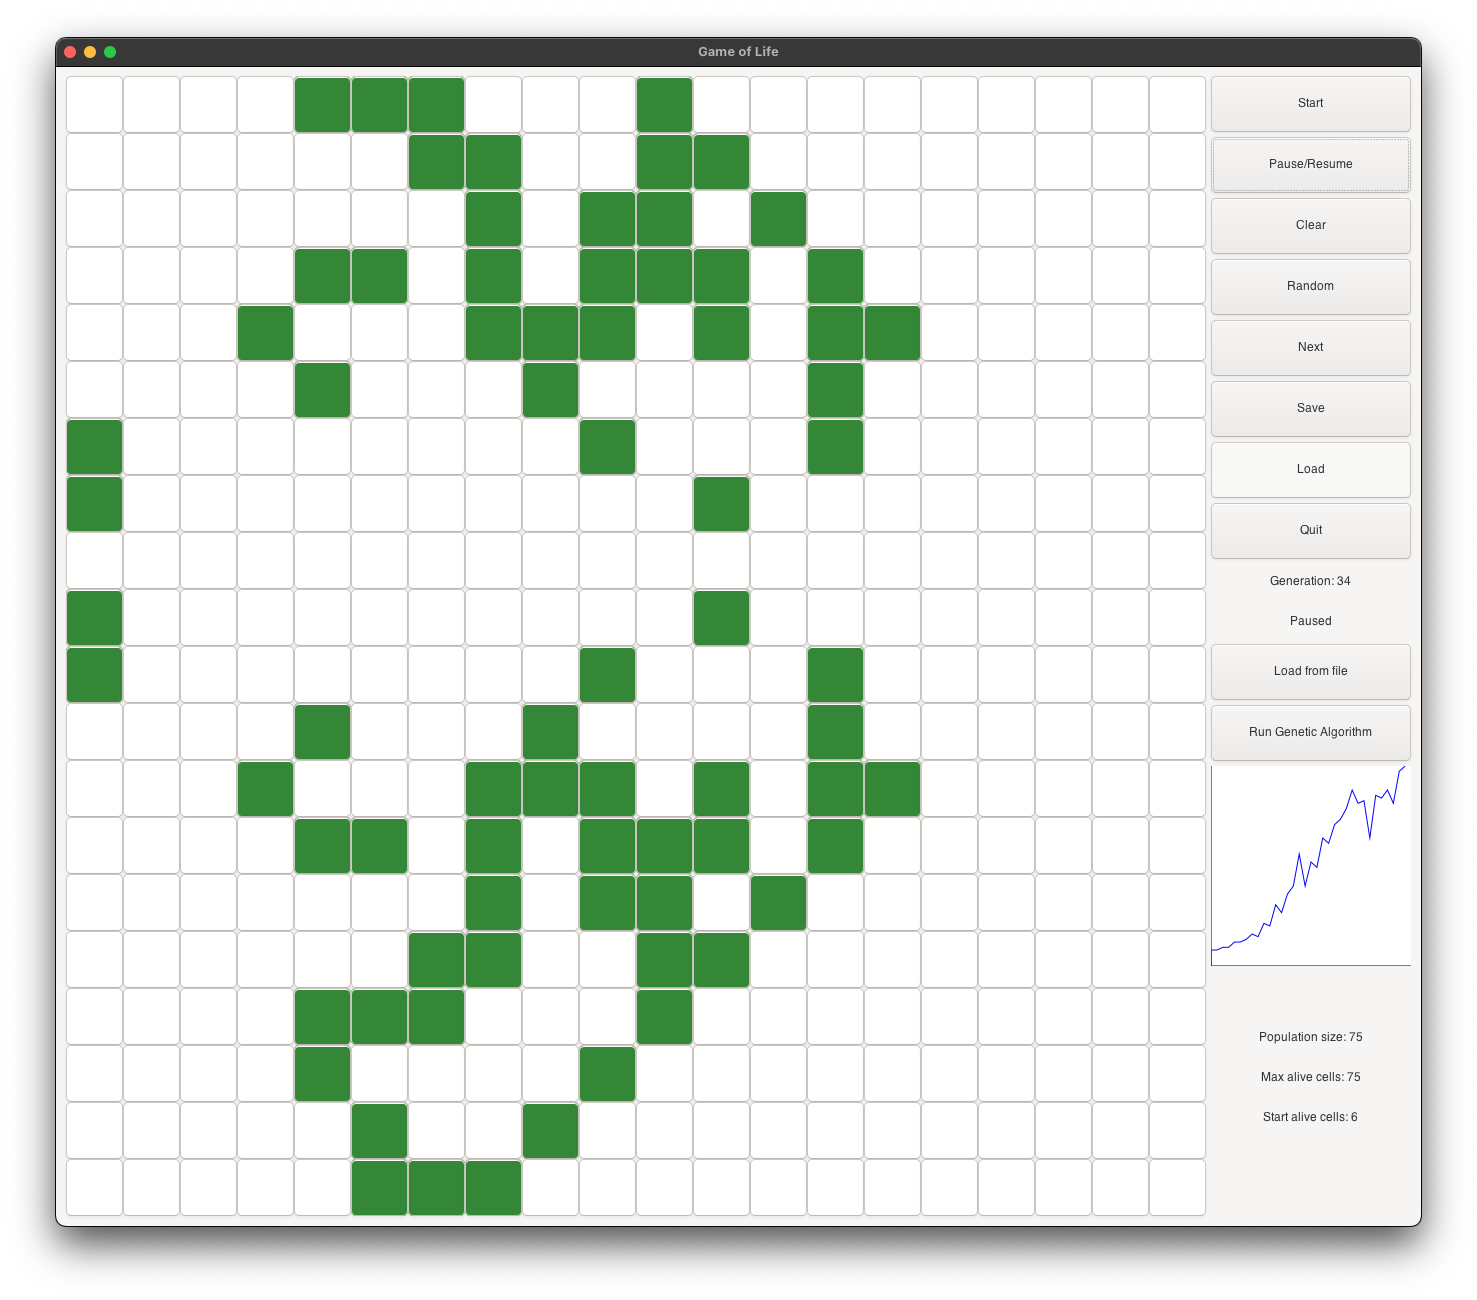 Game of Life
Start
Pause/Resume
Clear
Random
Next
Save
Load
Quit
Generation: 34
Paused
Load from file
Run Genetic Algorithm
Population size: 75
Max alive cells: 75
Start alive cells: 6